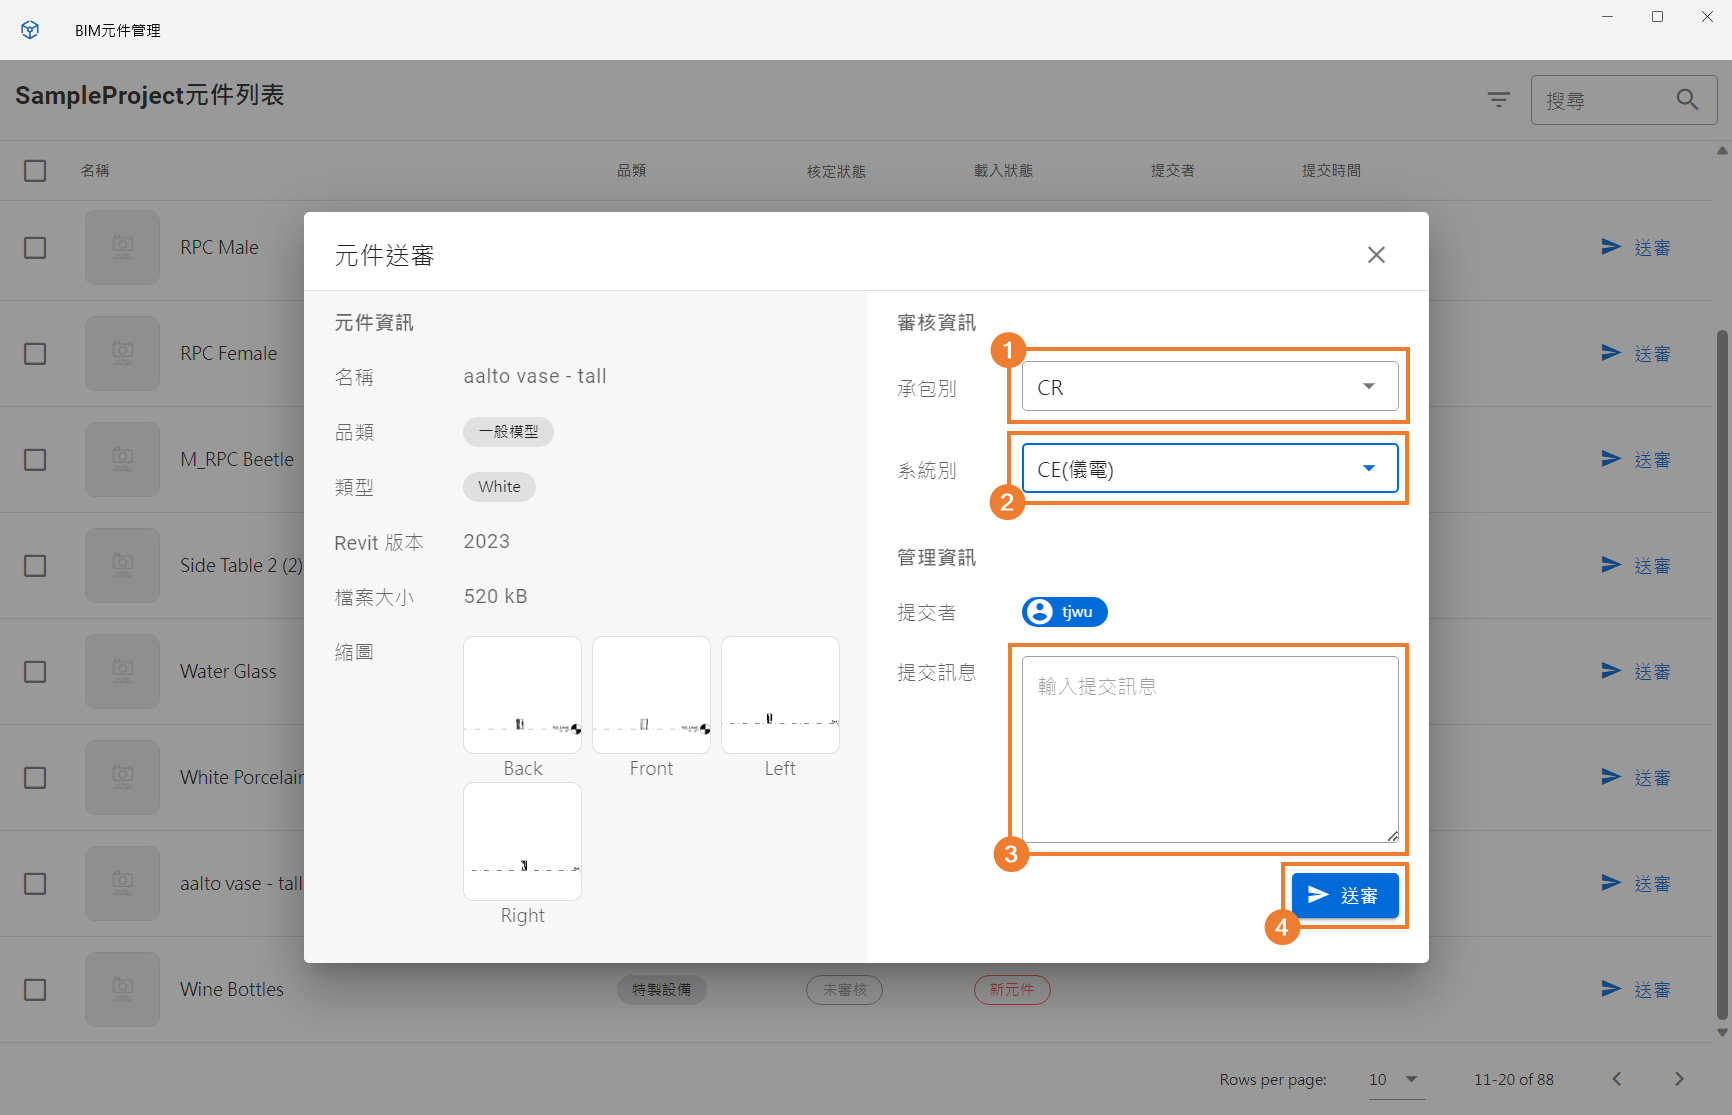 BIM元件管理
SampleProject元件列表
搜尋
名稱 品類 核定狀態 載入狀態 提交者 提交時間
RPC Male 送審
RPC Female 送審
M_RPC Beetle 送審
Side Table 2 (2) 送審
Water Glass 送審
White Porcelain 送審
aalto vase - tall 送審
Wine Bottles 特製設備 未審核 新元件 送審
Rows per page: 10 11-20 of 88
元件送審
元件資訊
名稱 aalto vase - tall
品類 一般模型
類型 White
Revit 版本 2023
檔案大小 520 kB
縮圖
Back Front Left
Right
審核資訊
1
承包別 CR
系統別 CE(儀電)
2
管理資訊
提交者 tjwu
提交訊息 輸入提交訊息
3
送審
4